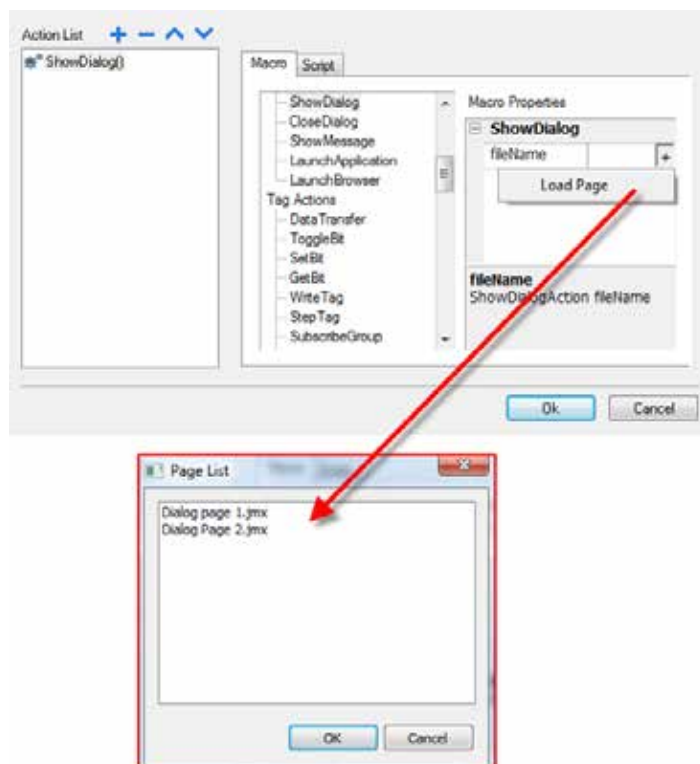 Action List
ShowDialog()
Macro Script
ShowDialog
CloseDialog
ShowMessage
LaunchApplication
LaunchBrowser
Tag Actions
DataTransfer
ToggleBit
SetBit
GetBit
WriteTag
StepTag
SubscribeGroup
Macro Properties
ShowDialog
fileName
Load Page
fileName
ShowDialogAction fileName
Ok Cancel
Page List
Dialog page 1.jmx
Dialog Page 2.jmx
OK Cancel